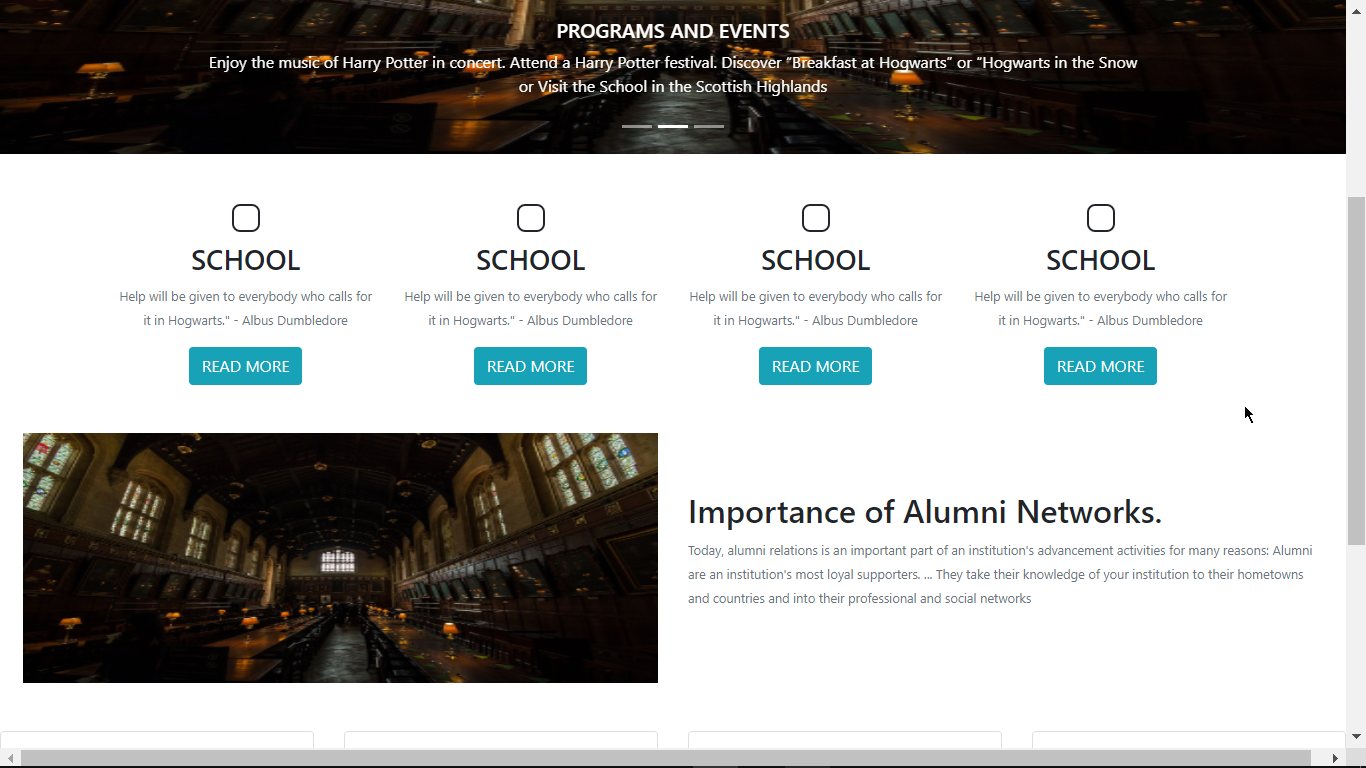 PROGRAMS AND EVENTS
Enjoy the music of Harry Potter in concert. Attend a Harry Potter festival. Discover “Breakfast at Hogwarts” or “Hogwarts in the Snow
or Visit the School in the Scottish Highlands
SCHOOL
Help will be given to everybody who calls for
it in Hogwarts." - Albus Dumbledore
READ MORE
SCHOOL
Help will be given to everybody who calls for
it in Hogwarts." - Albus Dumbledore
READ MORE
SCHOOL
Help will be given to everybody who calls for
it in Hogwarts." - Albus Dumbledore
READ MORE
SCHOOL
Help will be given to everybody who calls for
it in Hogwarts." - Albus Dumbledore
READ MORE
Importance of Alumni Networks.
Today, alumni relations is an important part of an institution's advancement activities for many reasons: Alumni
are an institution's most loyal supporters. ... They take their knowledge of your institution to their hometowns
and countries and into their professional and social networks